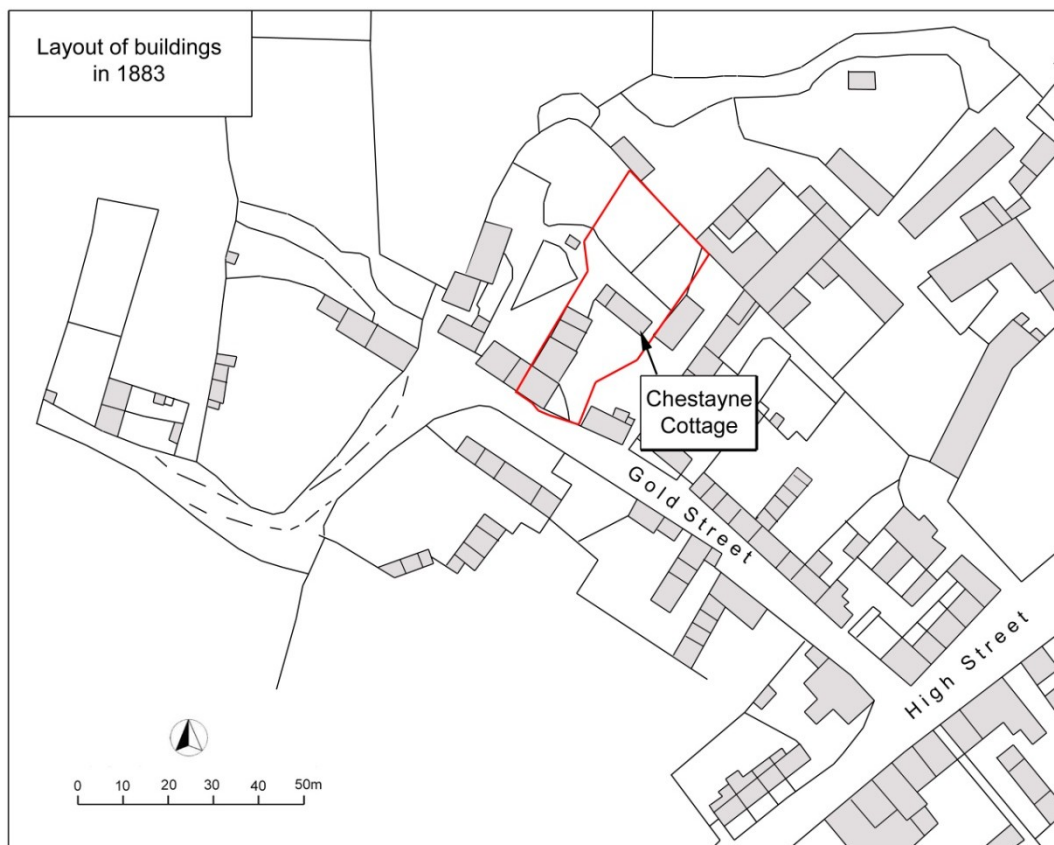 Layout of buildings
in 1883
Chestayne
Cottage
Gold Street
High Street
0 10 20 30 40 50m